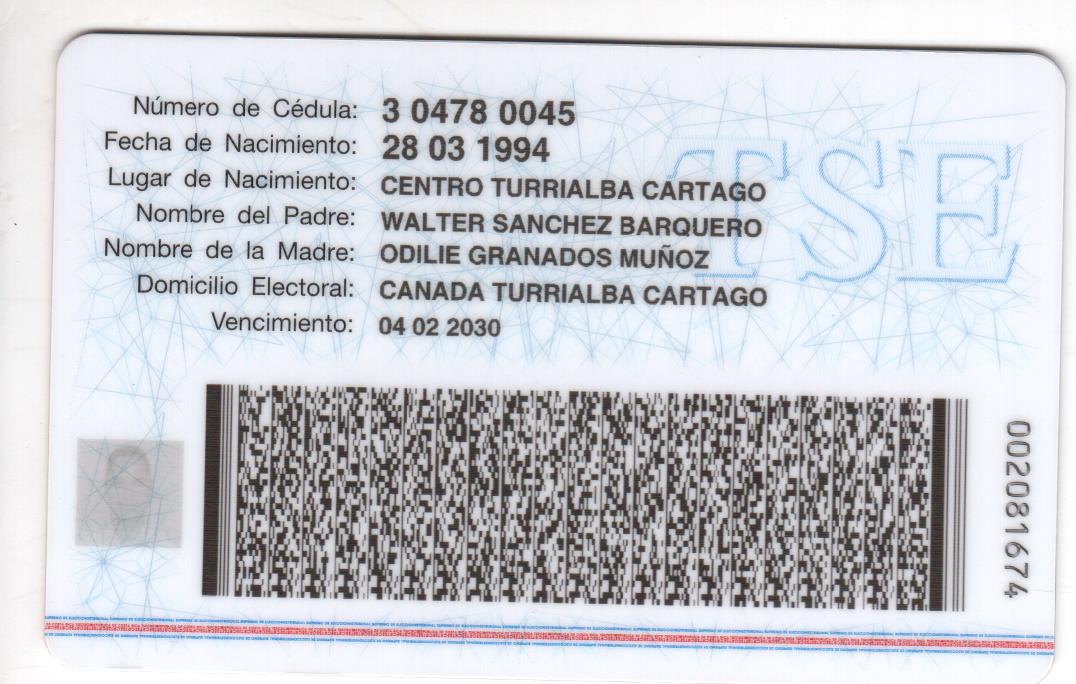 Número de Cédula: 3 0478 0045
Fecha de Nacimiento: 28 03 1994
Lugar de Nacimiento: CENTRO TURRIALBA CARTAGO
Nombre del Padre: WALTER SANCHEZ BARQUERO
Nombre de la Madre: ODILIE GRANADOS MUÑOZ
Domicilio Electoral: CANADA TURRIALBA CARTAGO
Vencimiento: 04 02 2030
TSE
002081674